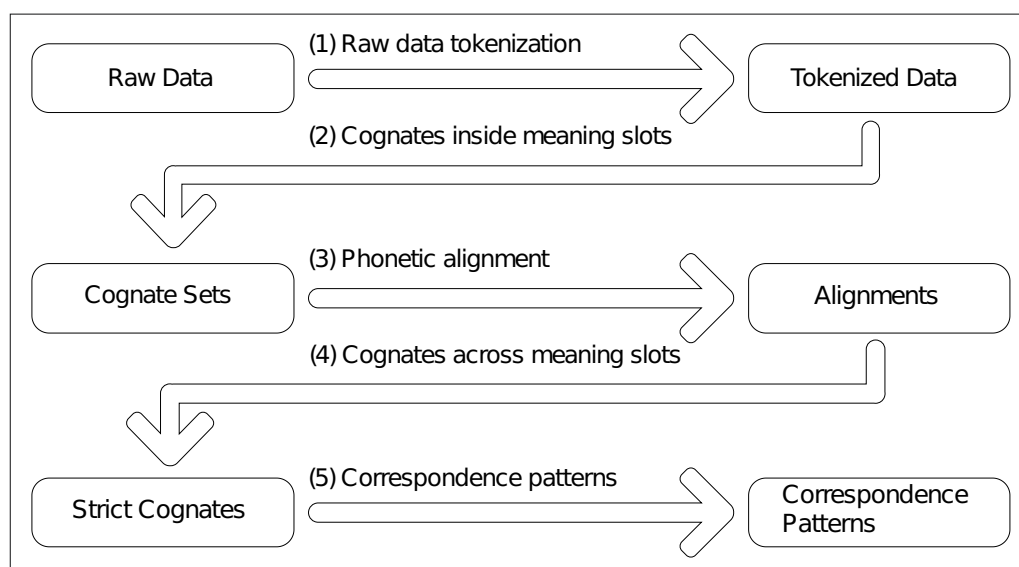 (1) Raw data tokenization
Raw Data
Tokenized Data
(2) Cognates inside meaning slots
(3) Phonetic alignment
Cognate Sets
Alignments
(4) Cognates across meaning slots
(5) Correspondence patterns
Strict Cognates
Correspondence
Patterns